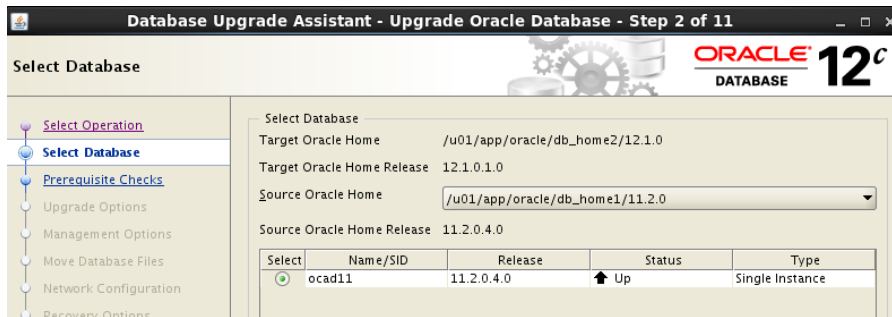 Database Upgrade Assistant - Upgrade Oracle Database - Step 2 of 11
Select Database
ORACLE
DATABASE
12c
Select Operation
Select Database
Prerequisite Checks
Upgrade Options
Management Options
Move Database Files
Network Configuration
Recovery Options
Select Database
Target Oracle Home /u01/app/oracle/db_home2/12.1.0
Target Oracle Home Release 12.1.0.1.0
Source Oracle Home /u01/app/oracle/db_home1/11.2.0
Source Oracle Home Release 11.2.0.4.0
Select Name/SID Release Status Type
ocad11 11.2.0.4.0 Up Single Instance